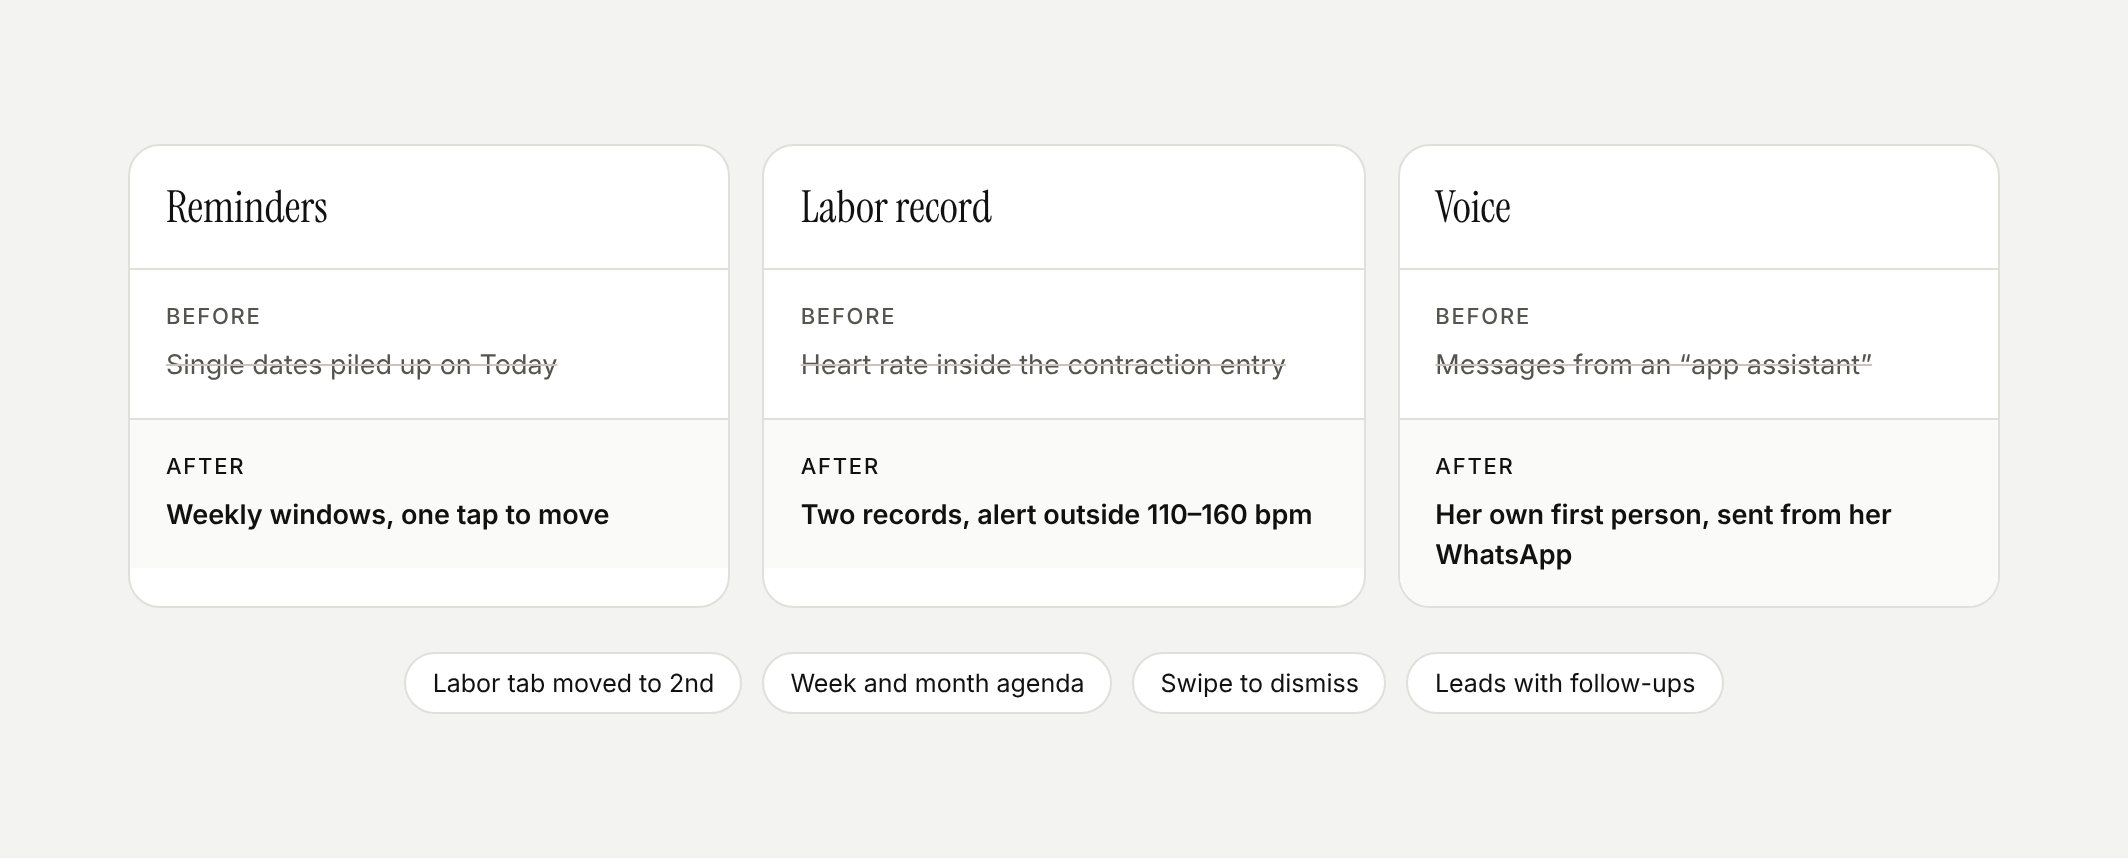 Reminders
BEFORE
Single dates piled up on Today
AFTER
Weekly windows, one tap to move
Labor record
BEFORE
Heart rate inside the contraction entry
AFTER
Two records, alert outside 110–160 bpm
Voice
BEFORE
Messages from an “app assistant”
AFTER
Her own first person, sent from her
WhatsApp
Labor tab moved to 2nd
Week and month agenda
Swipe to dismiss
Leads with follow-ups